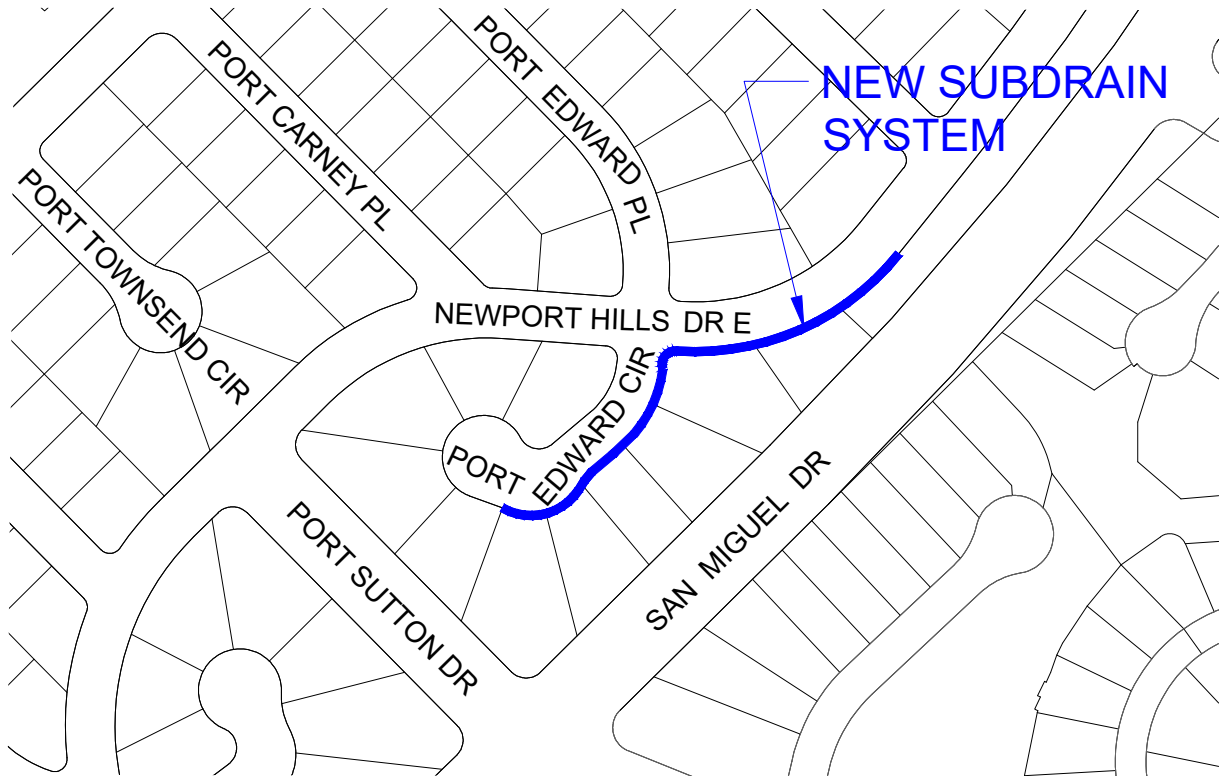 PORT CARNEY PL
PORT EDWARD PL
NEW SUBDRAIN
SYSTEM
PORT TOWNSEND CIR
NEWPORT HILLS DR E
PORT EDWARD CIR
SAN MIGUEL DR
PORT SUTTON DR